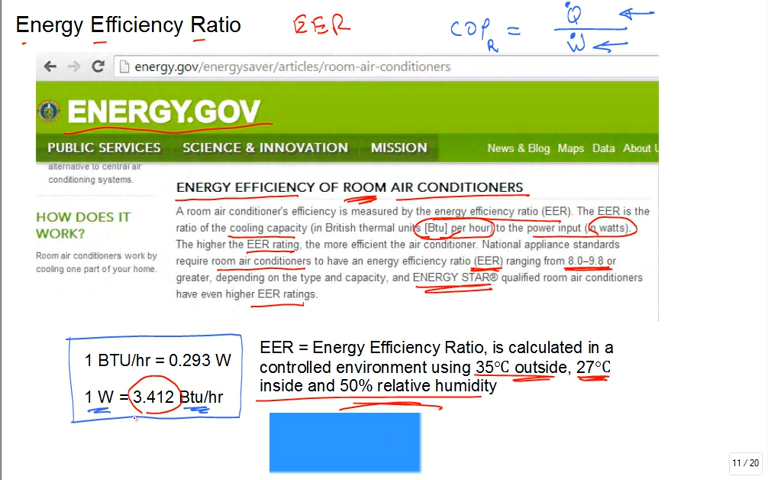 Energy Efficiency Ratio EER COP_R = Q̇ / Ẇ
energy.gov/energysaver/articles/room-air-conditioners
ENERGY.GOV
PUBLIC SERVICES SCIENCE & INNOVATION MISSION News & Blog Maps Data About U
alternative to central air
conditioning systems.
HOW DOES IT
WORK?
Room air conditioners work by
cooling one part of your home.
ENERGY EFFICIENCY OF ROOM AIR CONDITIONERS
A room air conditioner's efficiency is measured by the energy efficiency ratio (EER). The EER is the
ratio of the cooling capacity (in British thermal units [Btu] per hour) to the power input (in watts).
The higher the EER rating, the more efficient the air conditioner. National appliance standards
require room air conditioners to have an energy efficiency ratio (EER) ranging from 8.0–9.8 or
greater, depending on the type and capacity, and ENERGY STAR® qualified room air conditioners
have even higher EER ratings.
1 BTU/hr = 0.293 W
1 W = 3.412 Btu/hr
EER = Energy Efficiency Ratio, is calculated in a
controlled environment using 35°C outside, 27°C
inside and 50% relative humidity
11 / 20